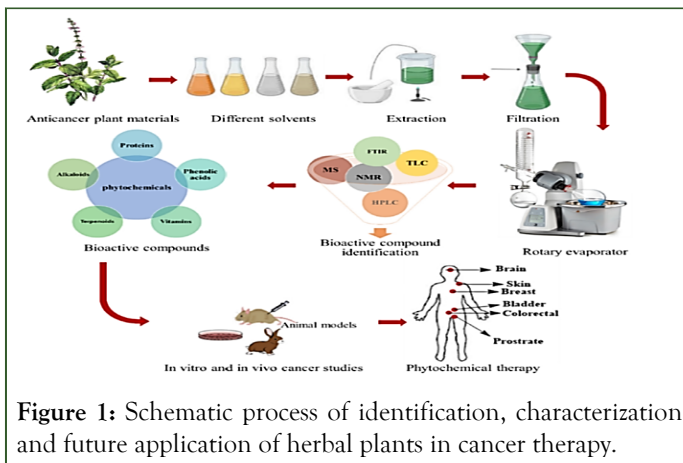 Anticancer plant materials
Different solvents
Extraction
Filtration
Proteins
Alkaloids
phytochemicals
Phenolic
acids
Terpenoids
Vitamins
Bioactive compounds
FTIR
MS
TLC
NMR
HPLC
Bioactive compound
identification
Rotary evaporator
Animal models
In vitro and in vivo cancer studies
Brain
Skin
Breast
Bladder
Colorectal
Prostrate
Phytochemical therapy
Figure 1: Schematic process of identification, characterization
and future application of herbal plants in cancer therapy.